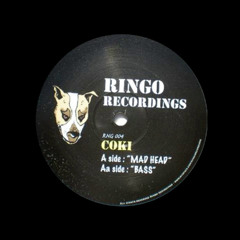 RINGO
RECORDINGS
RNG 004
COKI
A side : "MAD HEAD"
Aa side : "BASS"